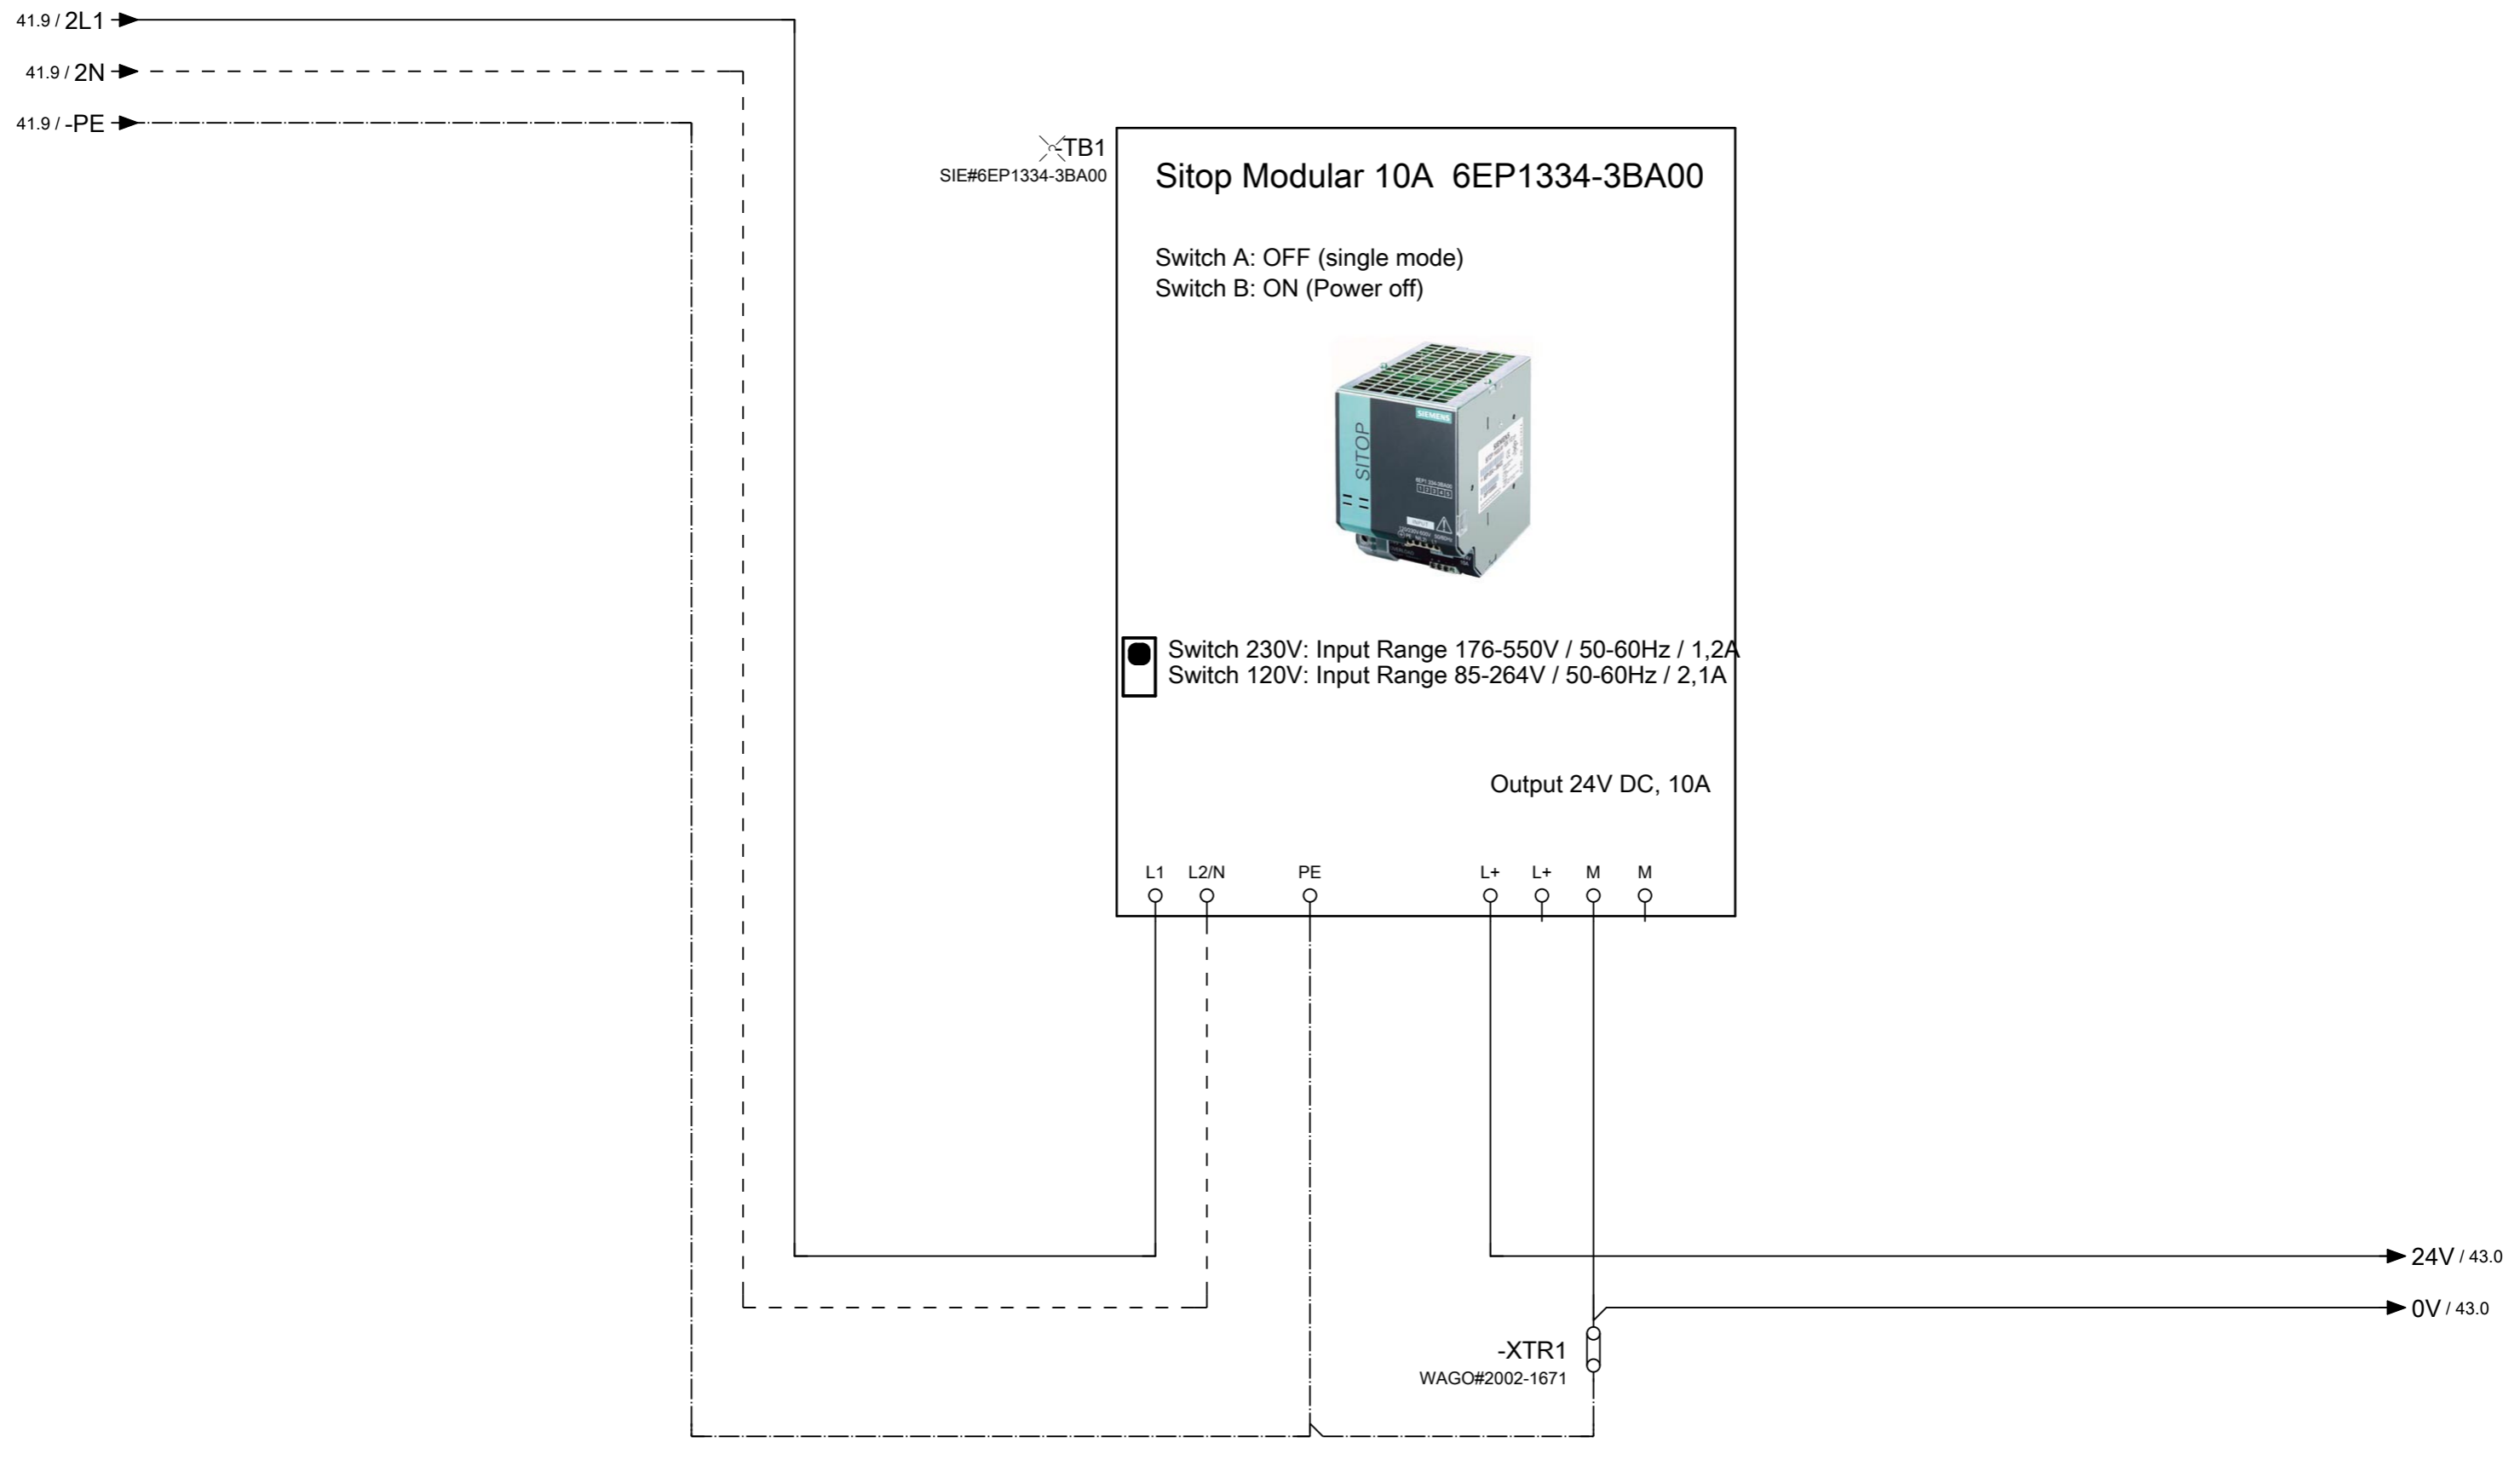 41.9 / 2L1
41.9 / 2N
41.9 / -PE
-TB1
SIE#6EP1334-3BA00
Sitop Modular 10A 6EP1334-3BA00
Switch A: OFF (single mode)
Switch B: ON (Power off)
SIEMENS
SITOP
INPUT
Switch 230V: Input Range 176-550V / 50-60Hz / 1,2A
Switch 120V: Input Range 85-264V / 50-60Hz / 2,1A
Output 24V DC, 10A
L1 L2/N PE L+ L+ M M
24V / 43.0
0V / 43.0
-XTR1
WAGO#2002-1671